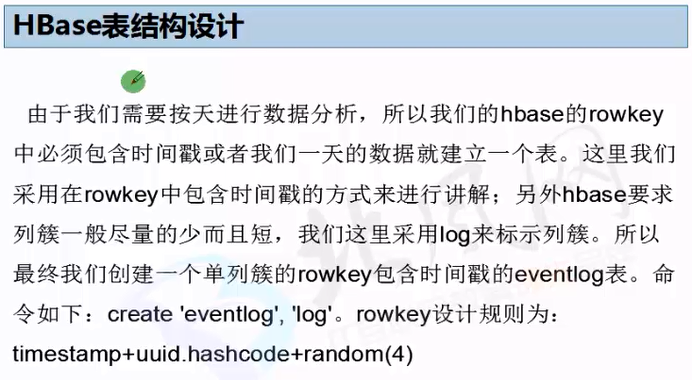 HBase表结构设计
由于我们需要按天进行数据分析，所以我们的hbase的rowkey
中必须包含时间戳或者我们一天的数据就建立一个表。这里我们
采用在rowkey中包含时间戳的方式来进行讲解；另外hbase要求
列簇一般尽量的少而且短，我们这里采用log来标示列簇。所以
最终我们创建一个单列簇的rowkey包含时间戳的eventlog表。命
令如下：create 'eventlog', 'log'。rowkey设计规则为：
timestamp+uuid.hashcode+random(4)